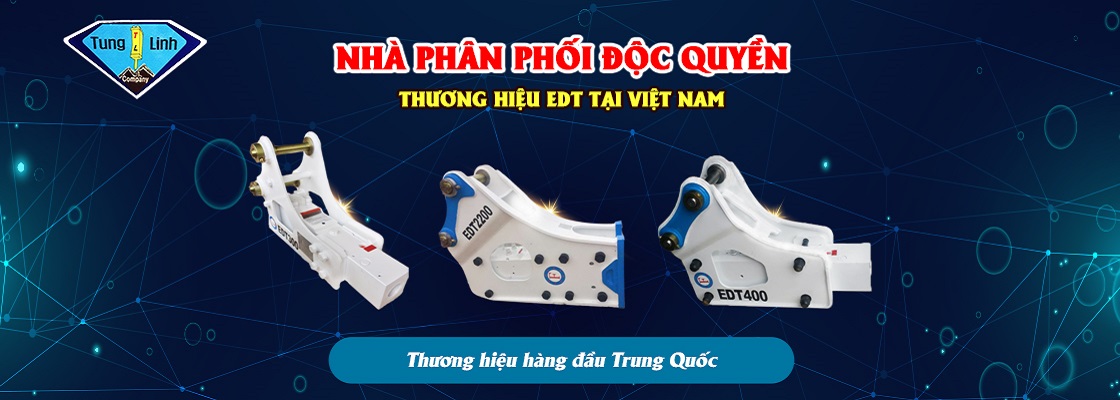 Tung Linh
T
L
Company
NHÀ PHÂN PHỐI ĐỘC QUYỀN
THƯƠNG HIỆU EDT TẠI VIỆT NAM
EDT300
EDT2200
EDT400
Thương hiệu hàng đầu Trung Quốc